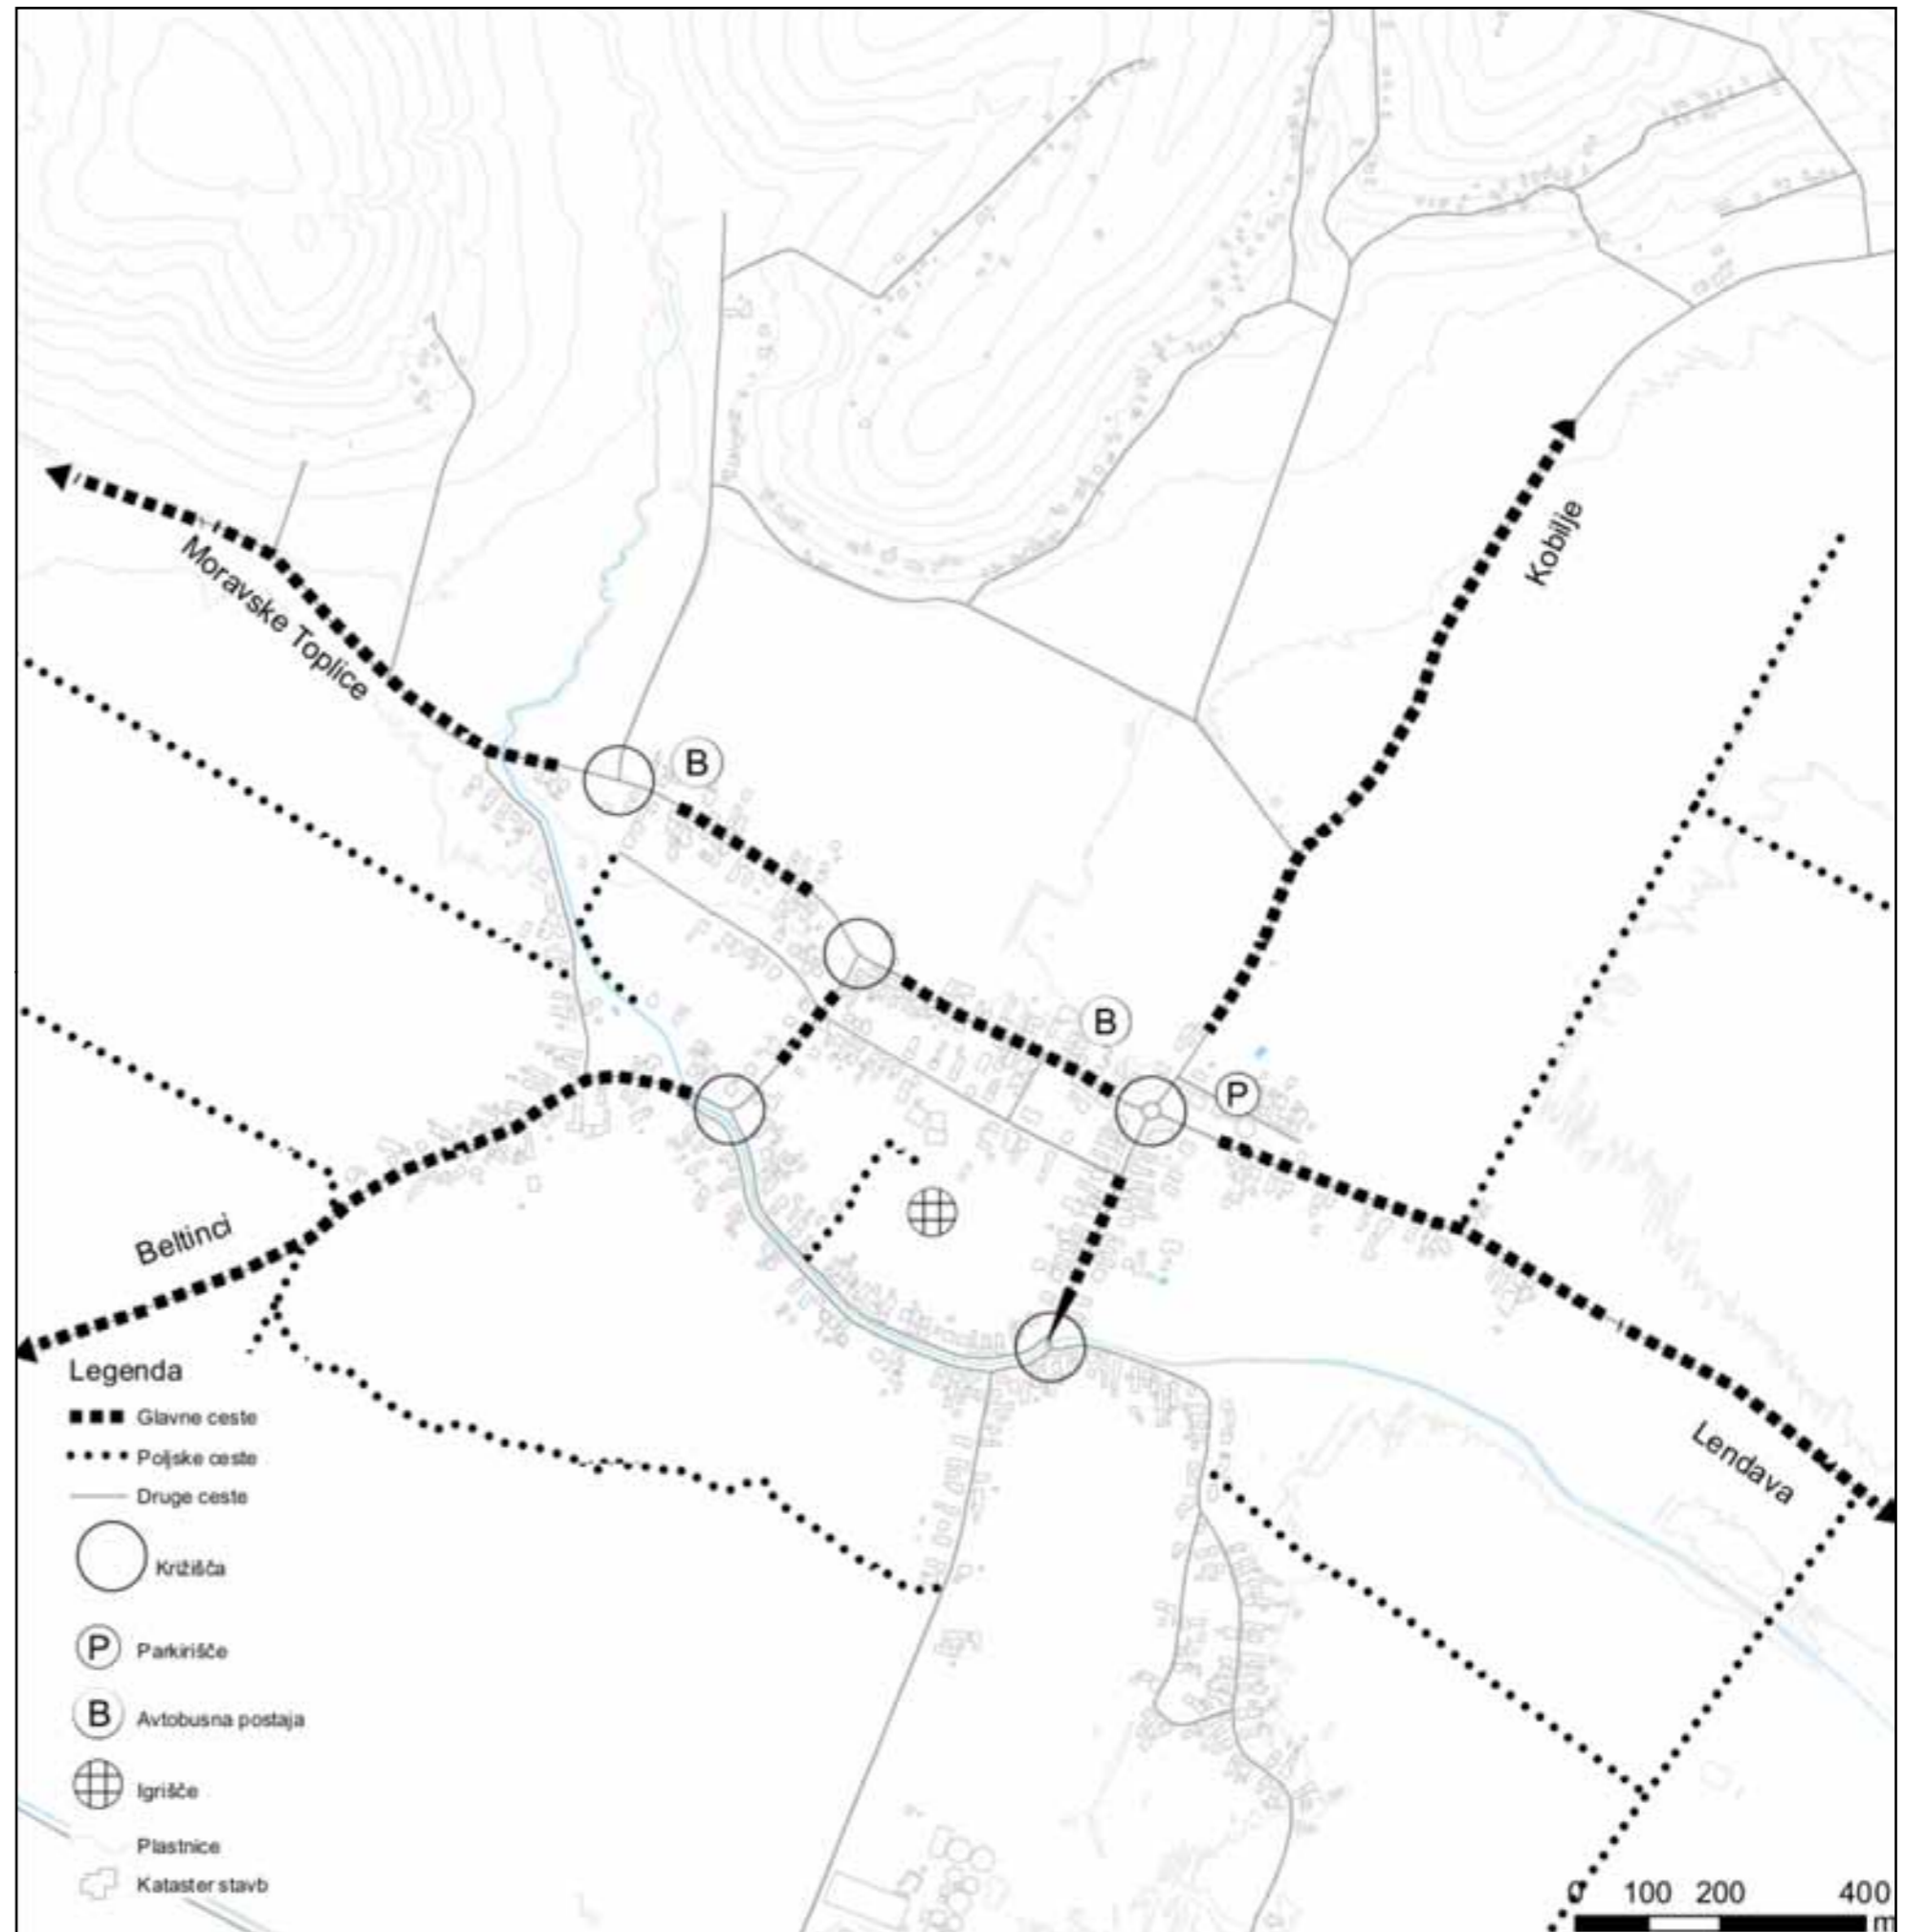 Kobilje
Moravske Toplice
B
B
P
Beltinci
Lendava
Legenda
Glavne ceste
Poljske ceste
Druge ceste
Križišča
P Parkirišče
B Avtobusna postaja
Igrišče
Plastnice
Kataster stavb
0 100 200 400
m